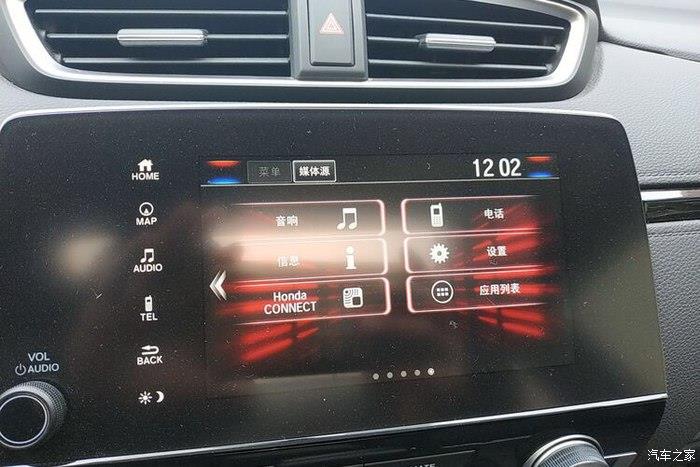 HOME
MAP
AUDIO
TEL
BACK
VOL
AUDIO
菜单
媒体源
12 02
音响
电话
信息
设置
Honda
CONNECT
应用列表
汽车之家